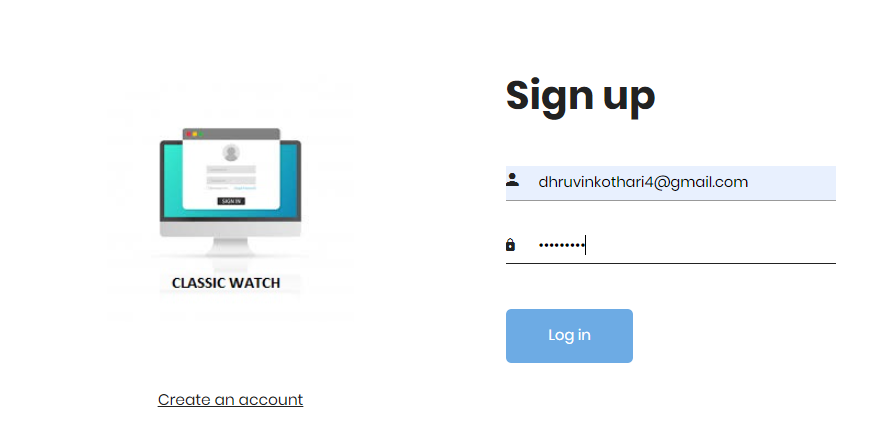 SIGN IN
CLASSIC WATCH
Create an account
Sign up
dhruvinkothari4@gmail.com
•••••••••
Log in